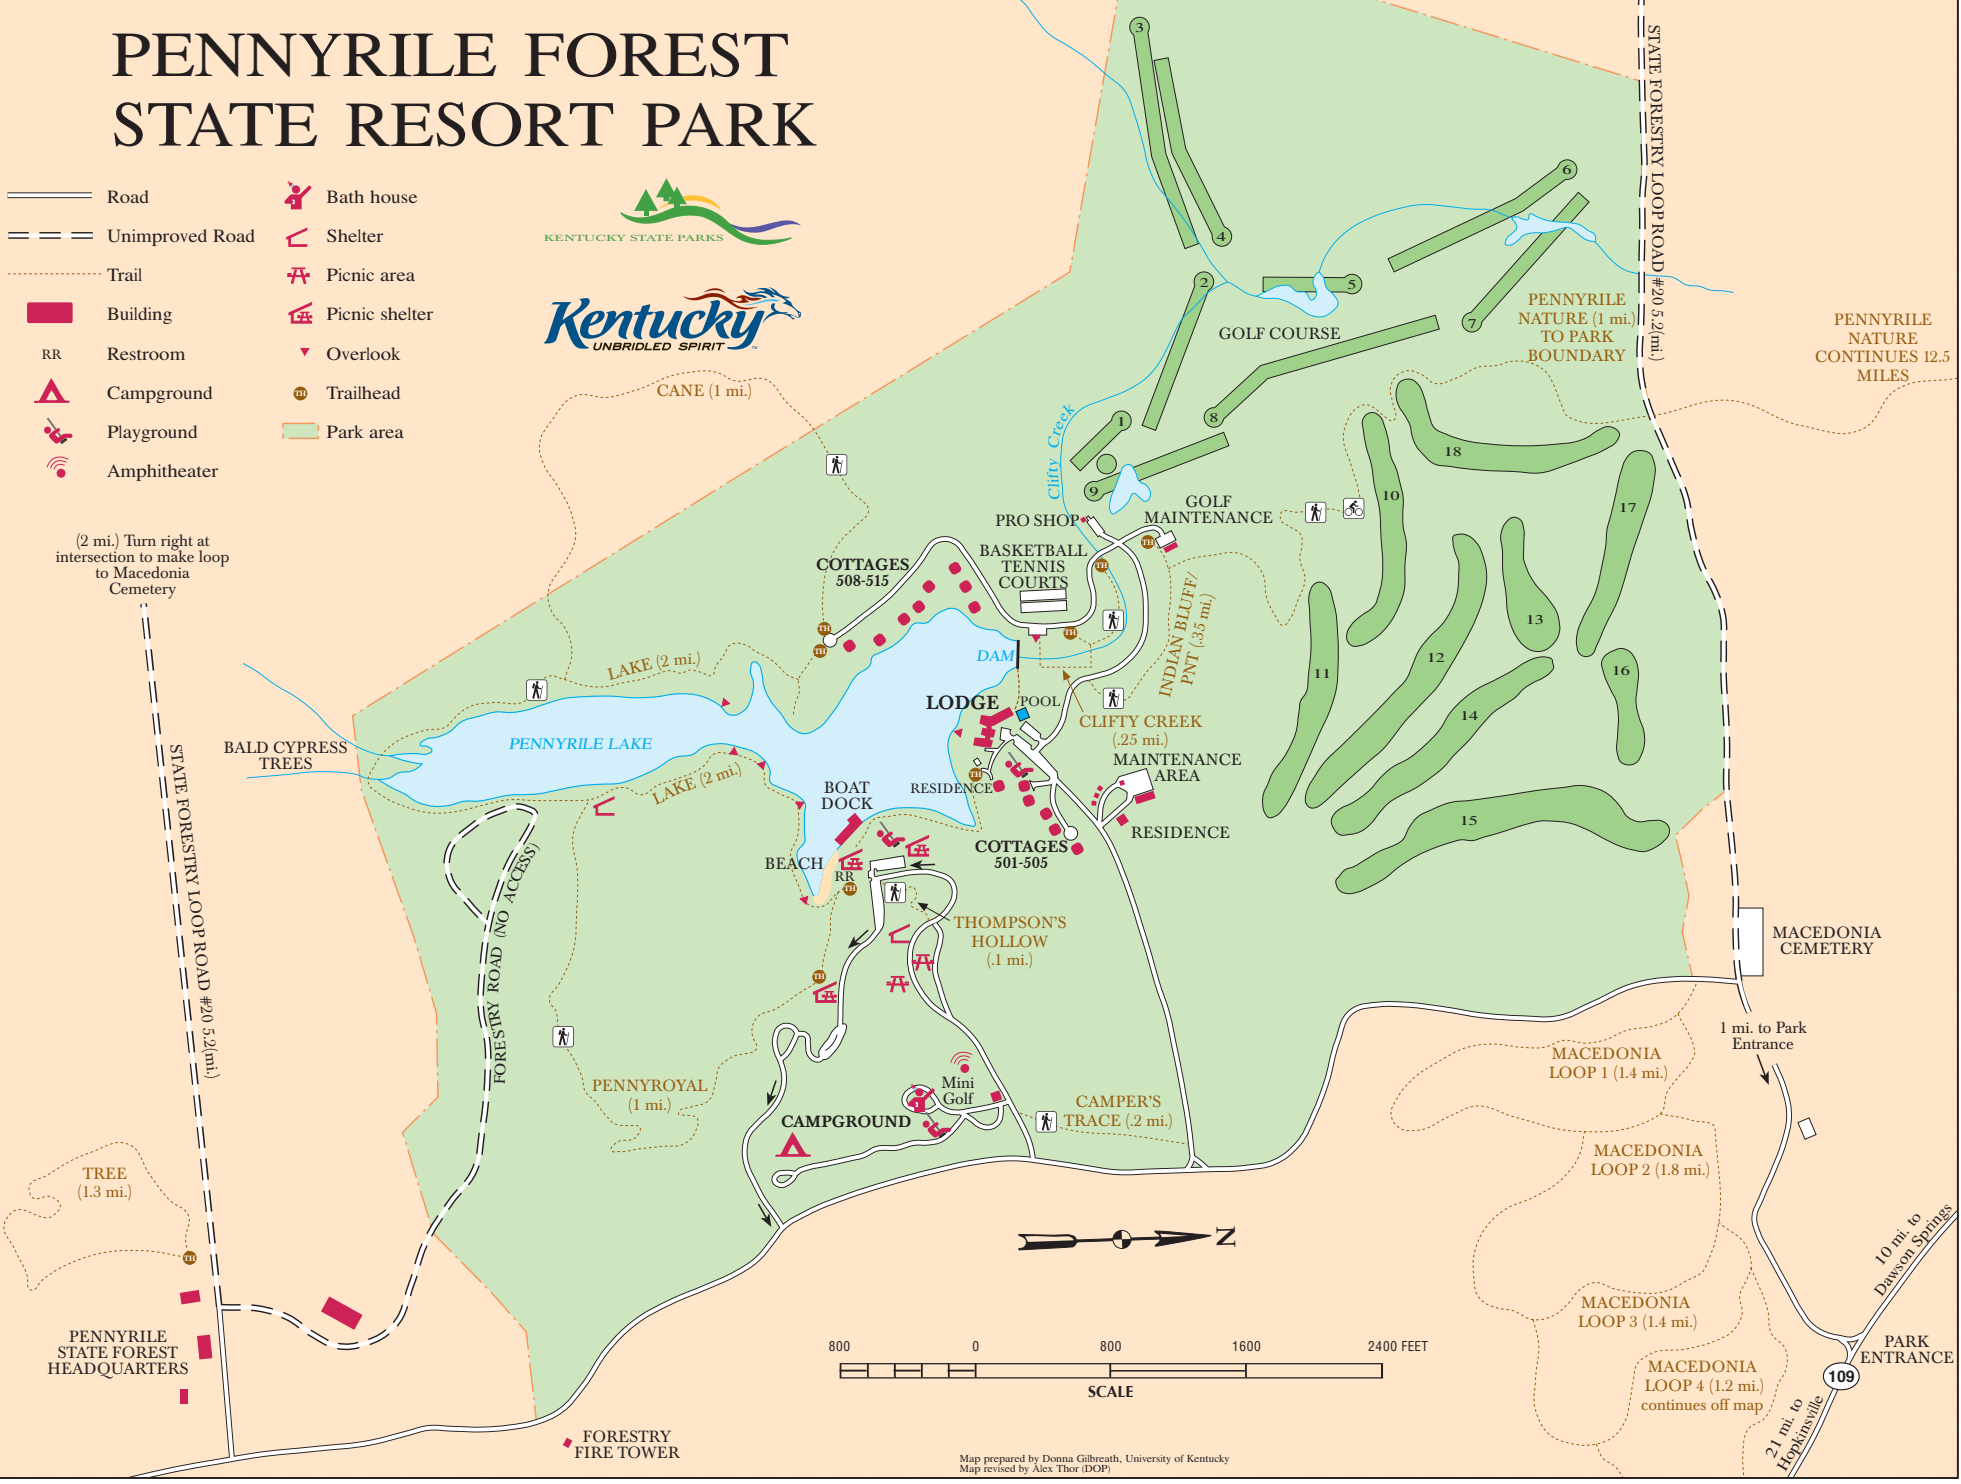 PENNYRILE FOREST
STATE RESORT PARK
Road
Unimproved Road
Trail
Building
RR
Restroom
Campground
Playground
Amphitheater
Bath house
Shelter
Picnic area
Picnic shelter
Overlook
TH
Trailhead
Park area
KENTUCKY STATE PARKS
Kentucky
UNBRIDLED SPIRIT
TM
3
4
2
5
6
7
8
1
9
GOLF COURSE
STATE FORESTRY LOOP ROAD #20 5.2(mi.)
PENNYRILE
NATURE (1 mi.)
TO PARK
BOUNDARY
PENNYRILE
NATURE
CONTINUES 12.5
MILES
CANE (1 mi.)
Clifty Creek
18
10
17
13
12
11
16
14
15
(2 mi.) Turn right at
intersection to make loop
to Macedonia
Cemetery
PRO SHOP
GOLF
MAINTENANCE
TH
TH
BASKETBALL
TENNIS
COURTS
COTTAGES
508-515
TH
TH
TH
INDIAN BLUFF/
PNT (.35 mi.)
LAKE (2 mi.)
DAM
LODGE
POOL
CLIFTY CREEK
(.25 mi.)
PENNYRILE LAKE
BALD CYPRESS
TREES
LAKE (2 mi.)
MAINTENANCE
AREA
TH
RESIDENCE
BOAT
DOCK
RESIDENCE
COTTAGES
501-505
BEACH
RR
TH
STATE FORESTRY LOOP ROAD #20 5.2(mi.)
FORESTRY ROAD (NO ACCESS)
THOMPSON'S
HOLLOW
(.1 mi.)
TH
MACEDONIA
CEMETERY
1 mi. to Park
Entrance
MACEDONIA
LOOP 1 (1.4 mi.)
PENNYROYAL
(1 mi.)
Mini
Golf
CAMPGROUND
CAMPER'S
TRACE (.2 mi.)
MACEDONIA
LOOP 2 (1.8 mi.)
TREE
(1.3 mi.)
TH
N
10 mi. to
Dawson Springs
MACEDONIA
LOOP 3 (1.4 mi.)
PENNYRILE
STATE FOREST
HEADQUARTERS
800
0
800
1600
2400 FEET
SCALE
PARK
ENTRANCE
109
MACEDONIA
LOOP 4 (1.2 mi.)
continues off map
21 mi. to
Hopkinsville
FORESTRY
FIRE TOWER
Map prepared by Donna Gilbreath, University of Kentucky
Map revised by Alex Thor (DOP)